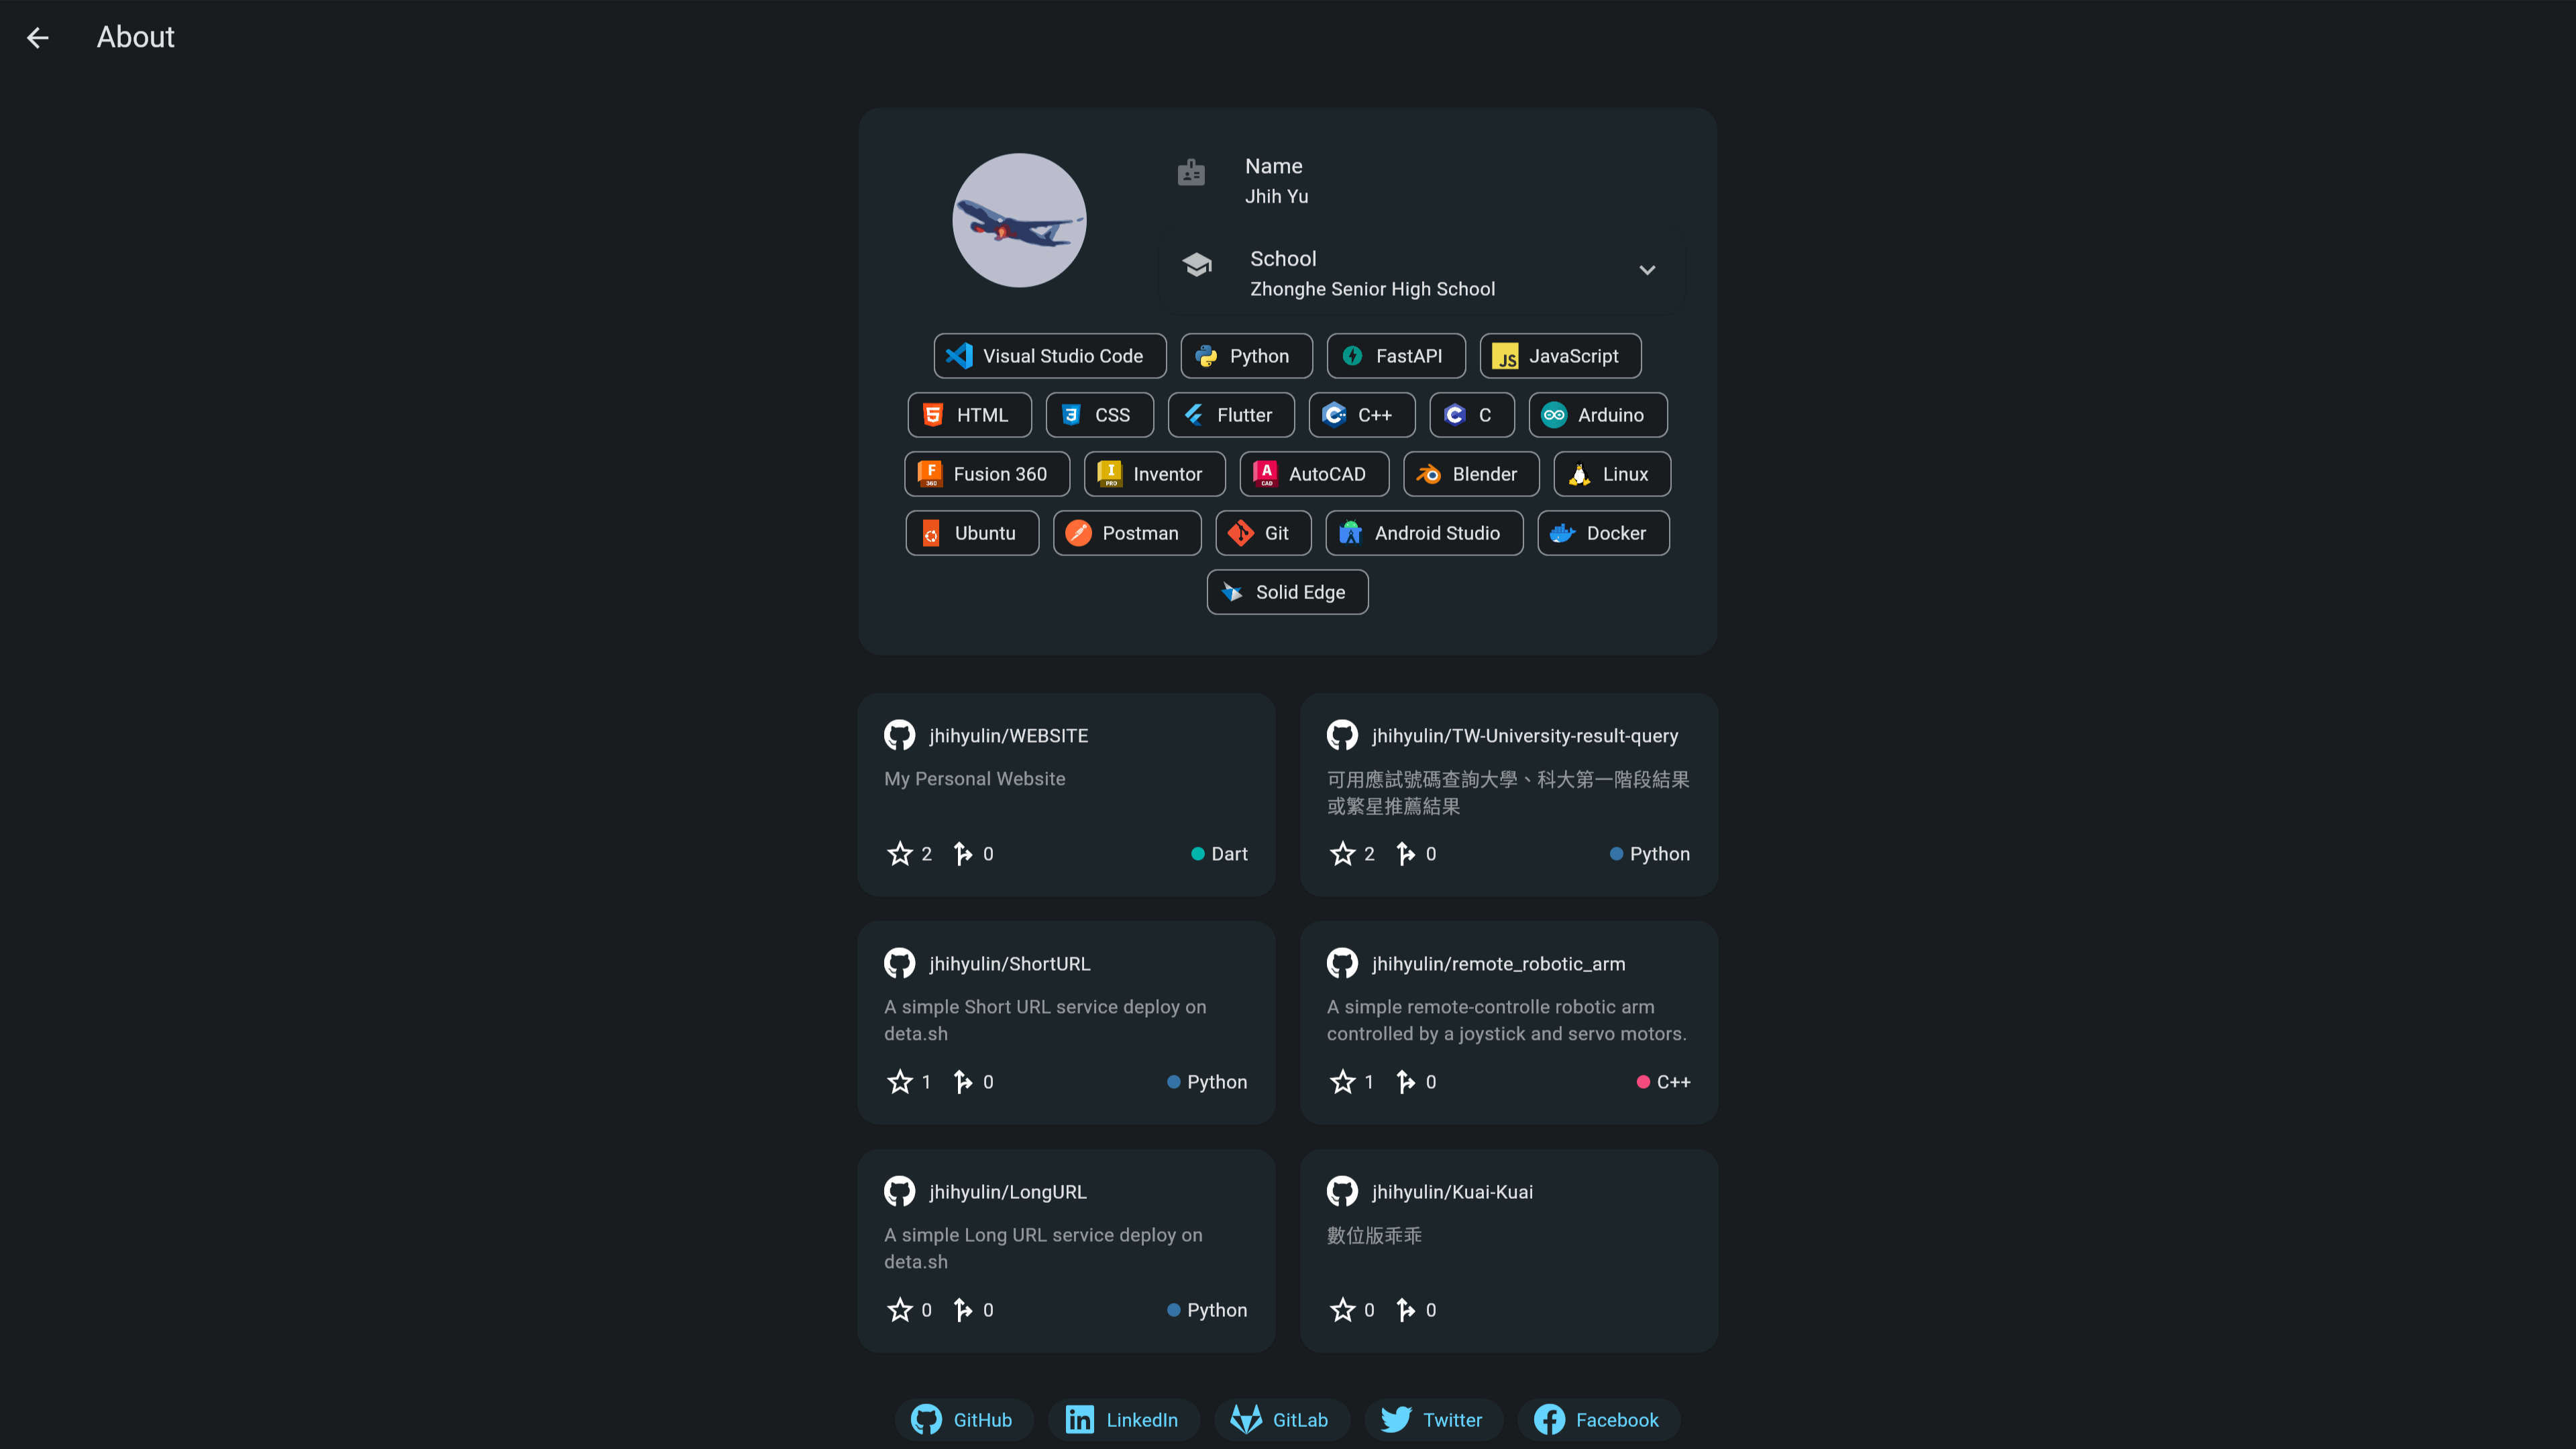 About
Name
Jhih Yu
School
Zhonghe Senior High School
Visual Studio Code
Python
FastAPI
JS
JavaScript
HTML
CSS
Flutter
C++
C
Arduino
Fusion 360
Inventor
AutoCAD
Blender
Linux
Ubuntu
Postman
Git
Android Studio
Docker
Solid Edge
jhihyulin/WEBSITE
My Personal Website
2 0 Dart
jhihyulin/TW-University-result-query
可用應試號碼查詢大學、科大第一階段結果
或繁星推薦結果
2 0 Python
jhihyulin/ShortURL
A simple Short URL service deploy on
deta.sh
1 0 Python
jhihyulin/remote_robotic_arm
A simple remote-controlle robotic arm
controlled by a joystick and servo motors.
1 0 C++
jhihyulin/LongURL
A simple Long URL service deploy on
deta.sh
0 0 Python
jhihyulin/Kuai-Kuai
數位版乖乖
0 0
GitHub
LinkedIn
GitLab
Twitter
Facebook